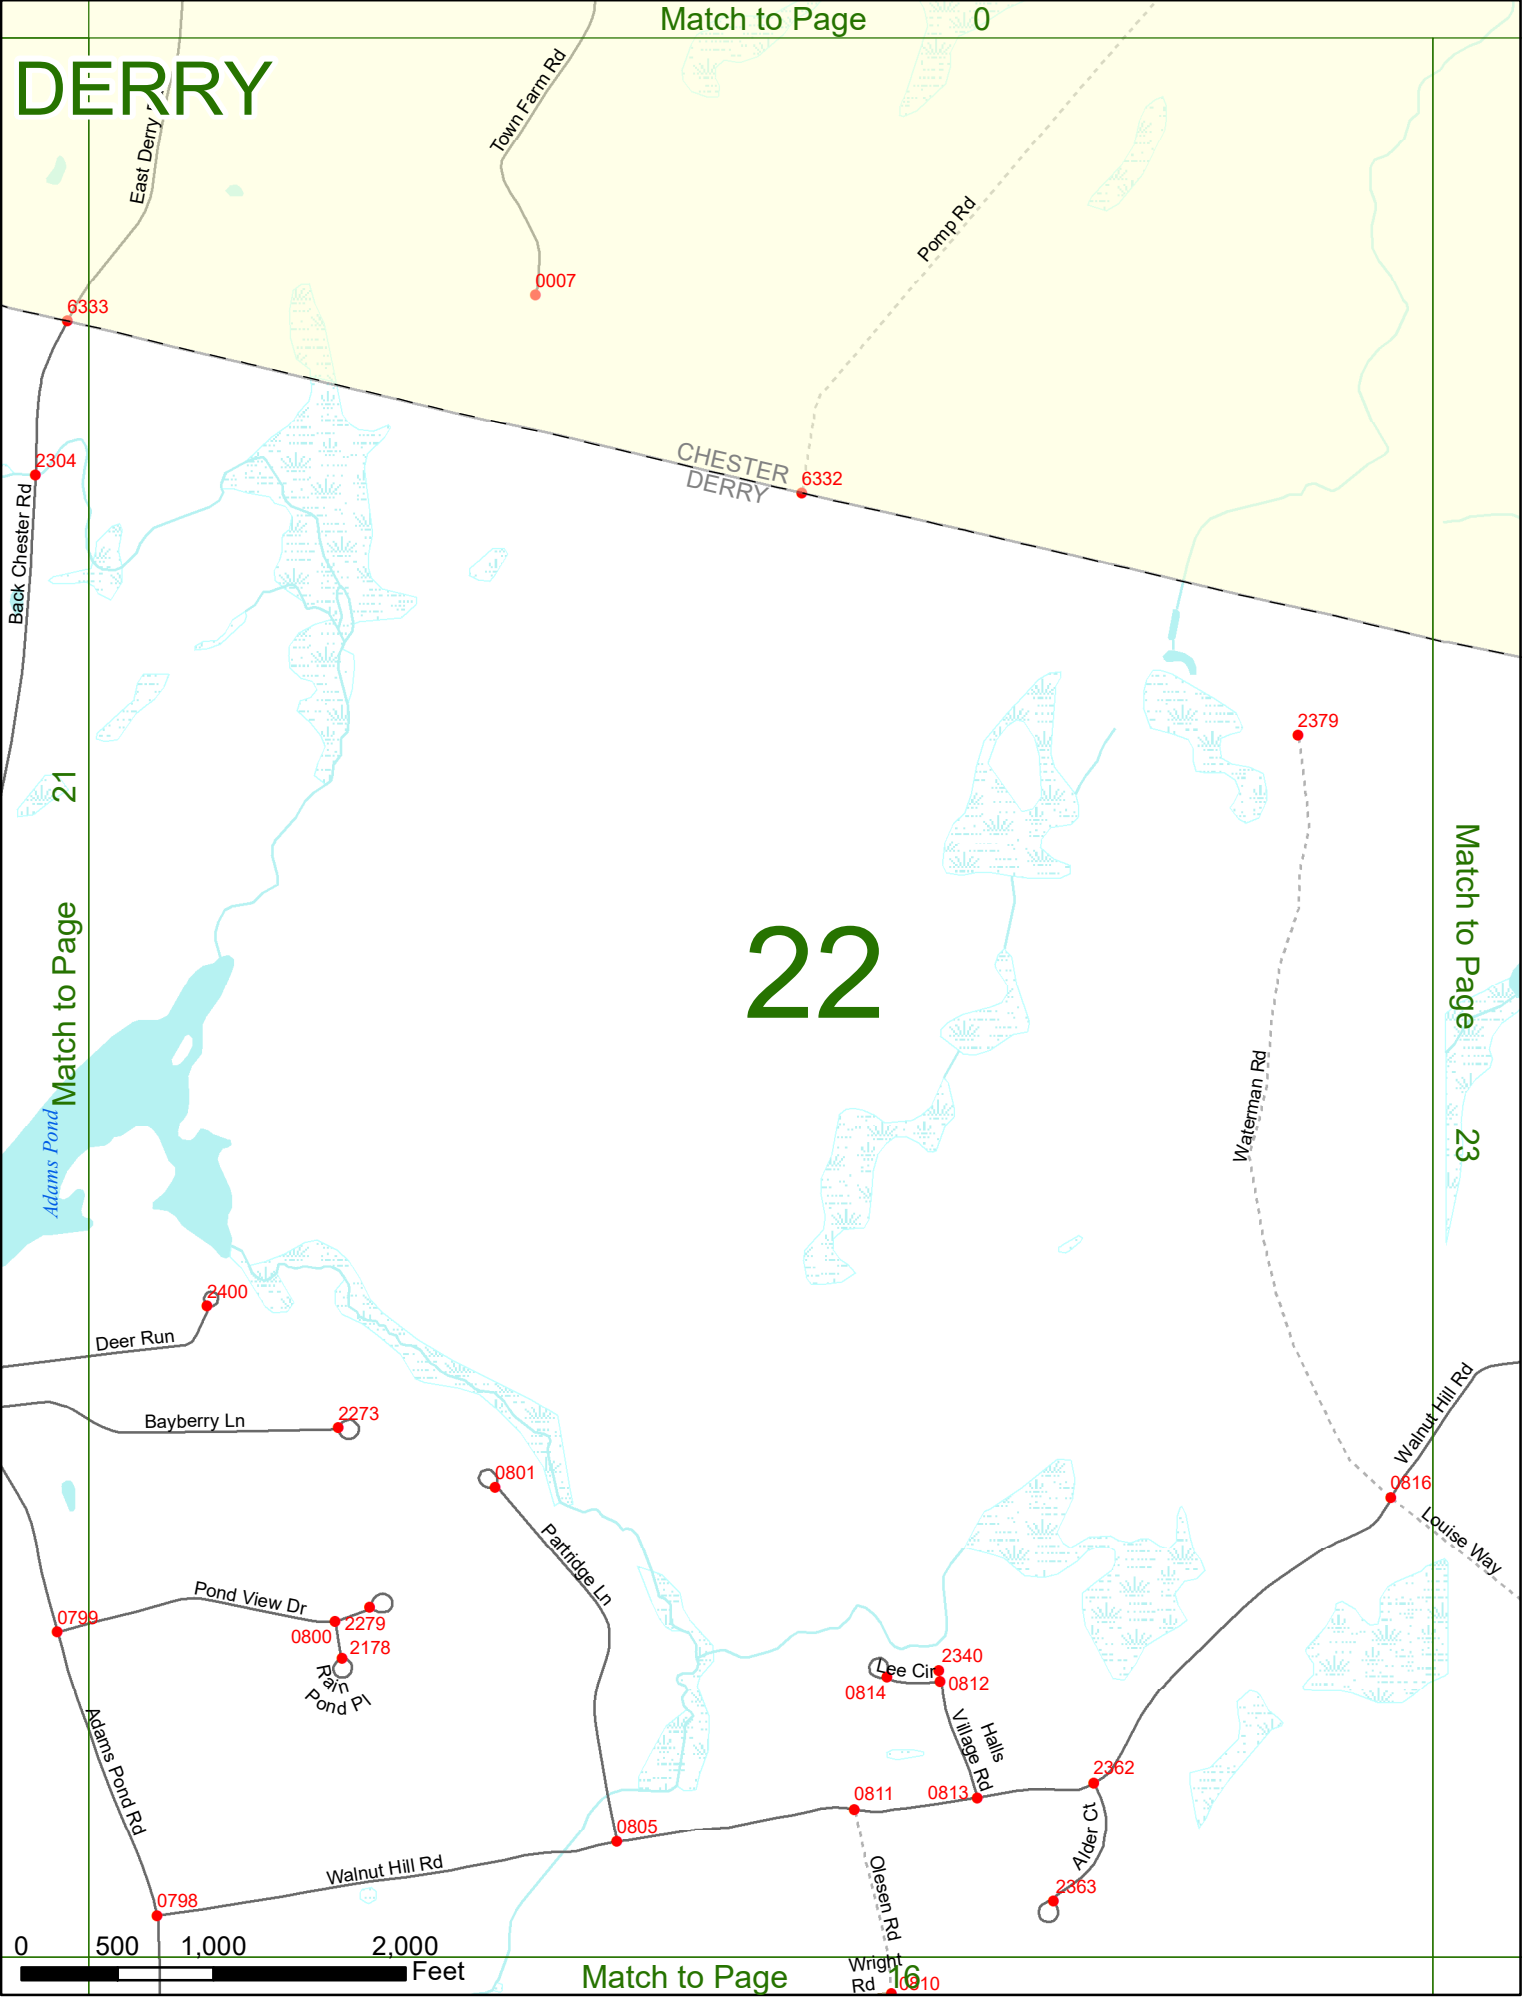 Match to Page 0
DERRY
East Derry
Town Farm Rd
Pomp Rd
0007
6333
CHESTER
DERRY
6332
2304
Back Chester Rd
2379
21
Match to Page
Match to Page
23
22
Waterman Rd
Adams Pond
2400
Deer Run
Walnut Hill Rd
2273
Bayberry Ln
0801
0816
Louise Way
Partridge Ln
Pond View Dr
0799
2279
0800
2178
Rain
Pond Pl
2340
Lee Cir
0812
0814
Halls
Village Rd
Adams Pond Rd
2362
0811
0813
0805
Alder Ct
Walnut Hill Rd
Olesen Rd
2363
0798
0 500 1,000 2,000
Feet
Wright
Rd
Match to Page 16
0810